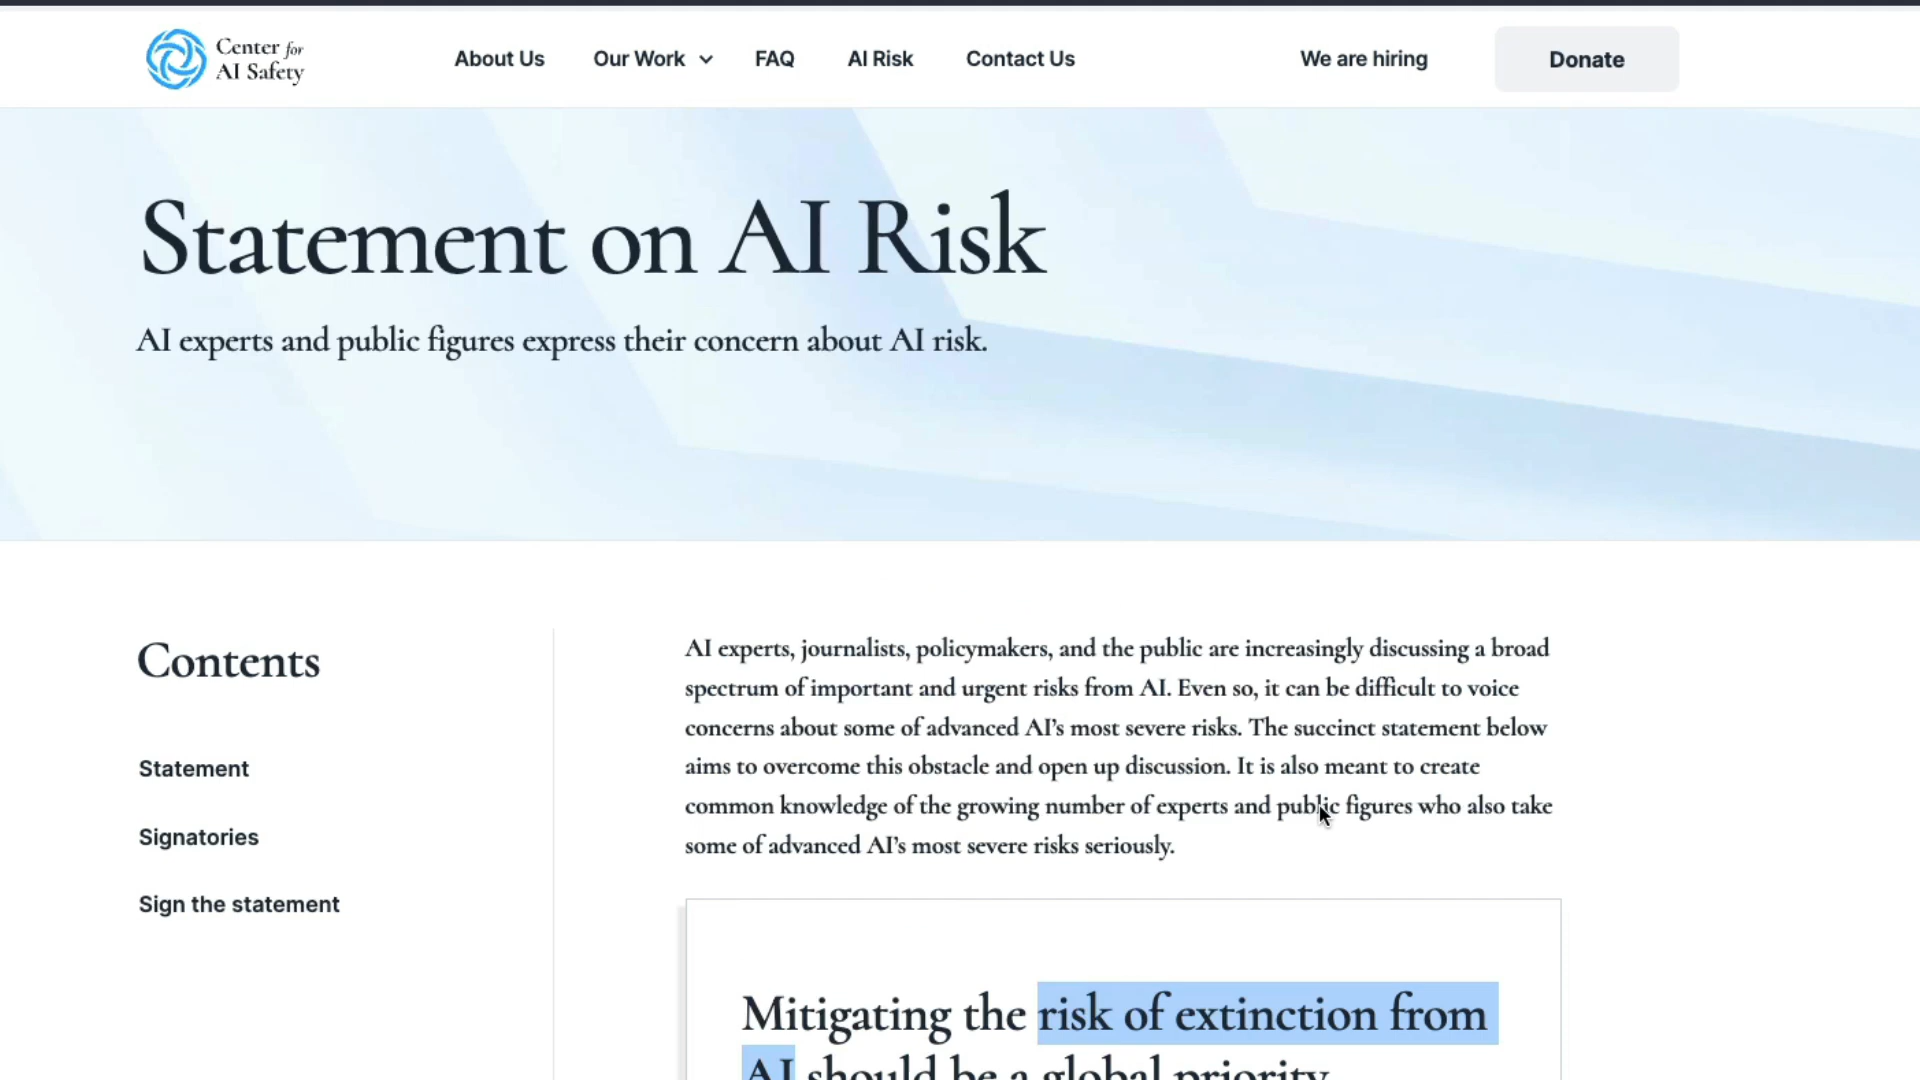 Center for
AI Safety
About Us
Our Work
FAQ
AI Risk
Contact Us
We are hiring
Donate
Statement on AI Risk
AI experts and public figures express their concern about AI risk.
Contents
Statement
Signatories
Sign the statement
AI experts, journalists, policymakers, and the public are increasingly discussing a broad
spectrum of important and urgent risks from AI. Even so, it can be difficult to voice
concerns about some of advanced AI’s most severe risks. The succinct statement below
aims to overcome this obstacle and open up discussion. It is also meant to create
common knowledge of the growing number of experts and public figures who also take
some of advanced AI’s most severe risks seriously.
Mitigating the risk of extinction from
AI should be a global priority